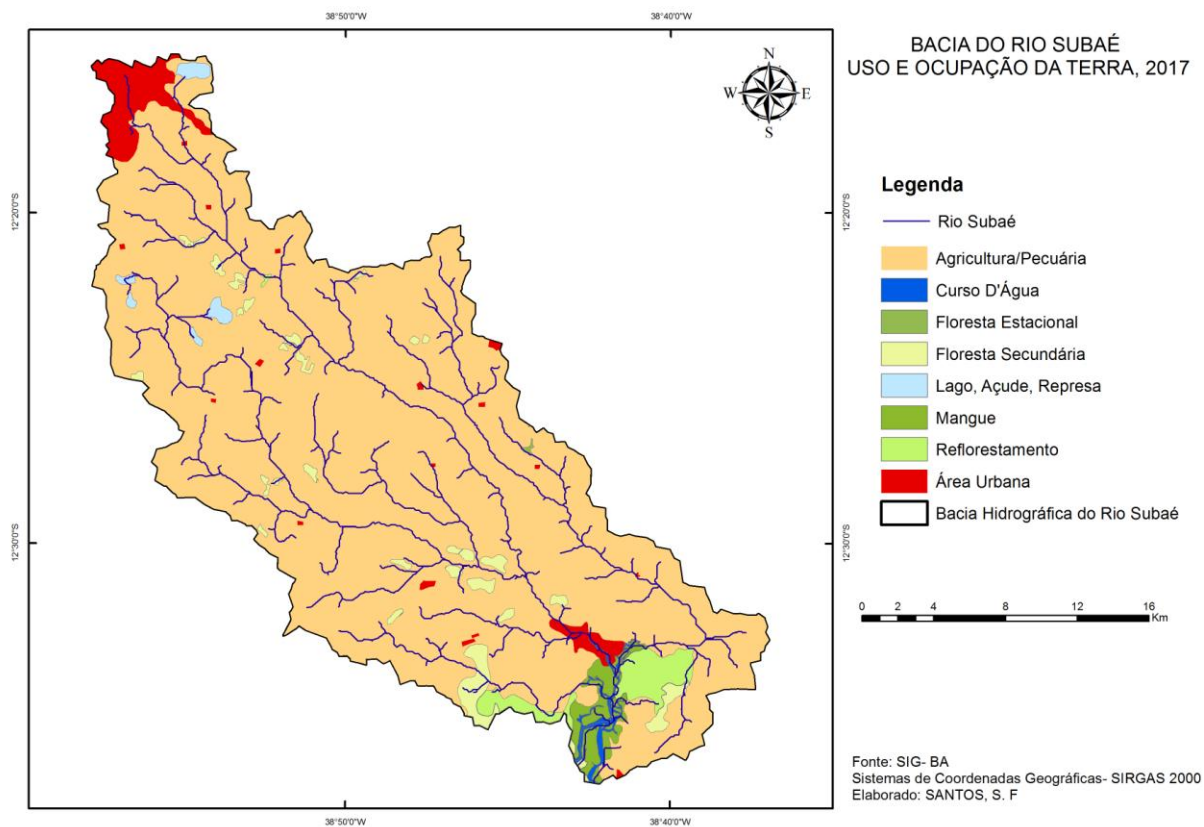 38°50'0"W
38°40'0"W
BACIA DO RIO SUBAÉ
USO E OCUPAÇÃO DA TERRA, 2017
N
W
E
S
12°20'0"S
12°20'0"S
Legenda
Rio Subaé
Agricultura/Pecuária
Curso D'Água
Floresta Estacional
Floresta Secundária
Lago, Açude, Represa
Mangue
Reflorestamento
Área Urbana
Bacia Hidrográfica do Rio Subaé
12°30'0"S
12°30'0"S
0 2 4 8 12 16
Km
Fonte: SIG- BA
Sistemas de Coordenadas Geográficas- SIRGAS 2000
Elaborado: SANTOS, S. F
38°50'0"W
38°40'0"W